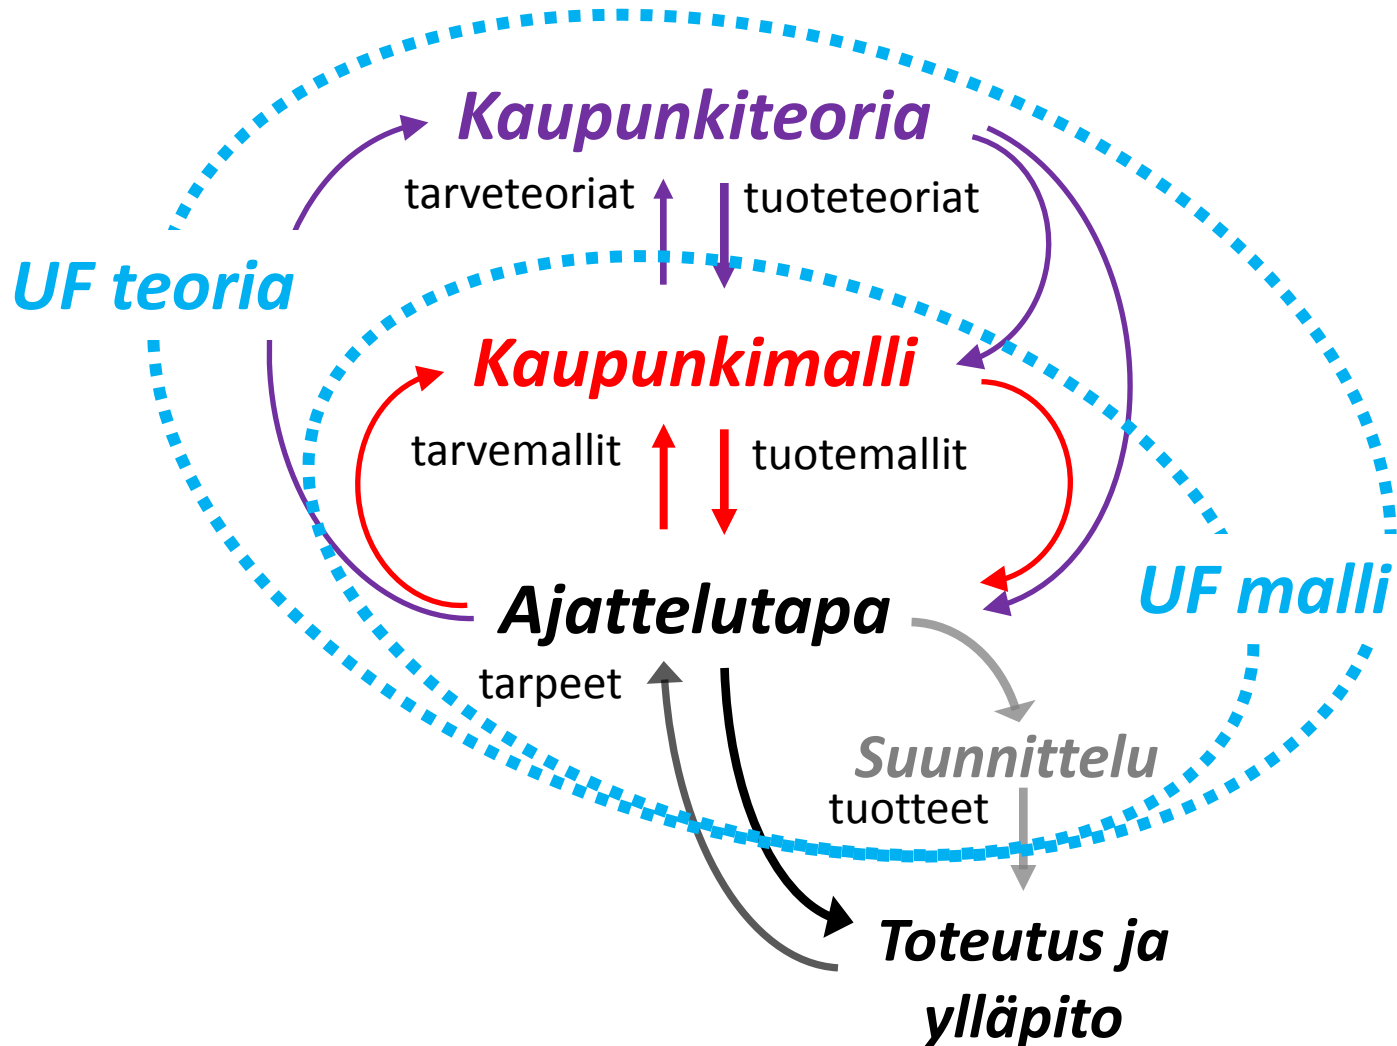 Kaupunkiteoria
tarveteoriat
tuoteteoriat
UF teoria
Kaupunkimalli
tarvemallit
tuotemallit
UF malli
Ajattelutapa
tarpeet
Suunnittelu
tuotteet
Toteutus ja
ylläpito